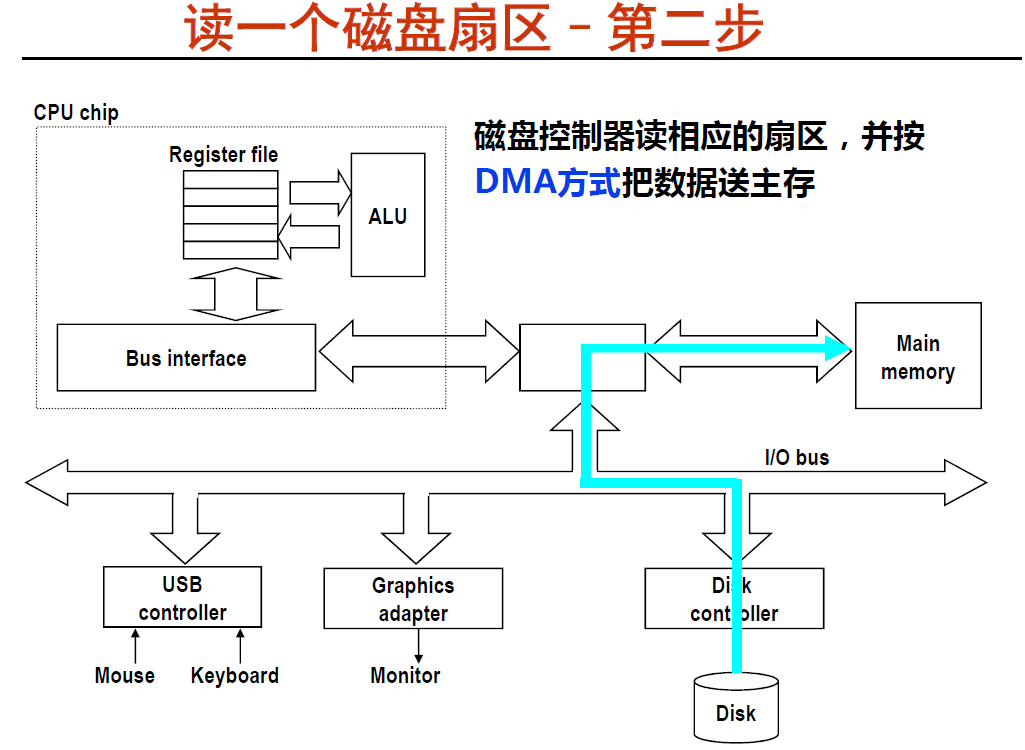 读一个磁盘扇区 - 第二步
CPU chip
磁盘控制器读相应的扇区，并按
DMA方式把数据送主存
Register file
ALU
Bus interface
Main
memory
I/O bus
USB
controller
Graphics
adapter
Disk
controller
Mouse
Keyboard
Monitor
Disk